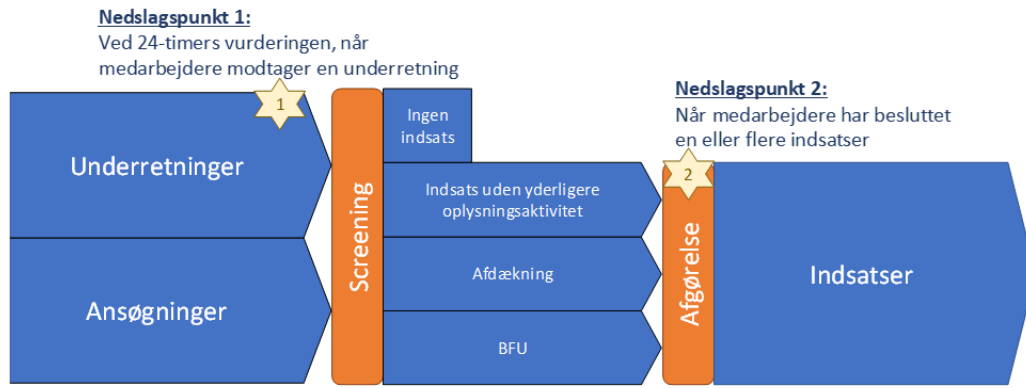 Nedslagspunkt 1:
Ved 24-timers vurderingen, når
medarbejdere modtager en underretning
1
Underretninger
Ansøgninger
Screening
Ingen
indsats
Indsats uden yderligere
oplysningsaktivitet
Afdækning
BFU
Nedslagspunkt 2:
Når medarbejdere har besluttet
en eller flere indsatser
2
Afgørelse
Indsatser